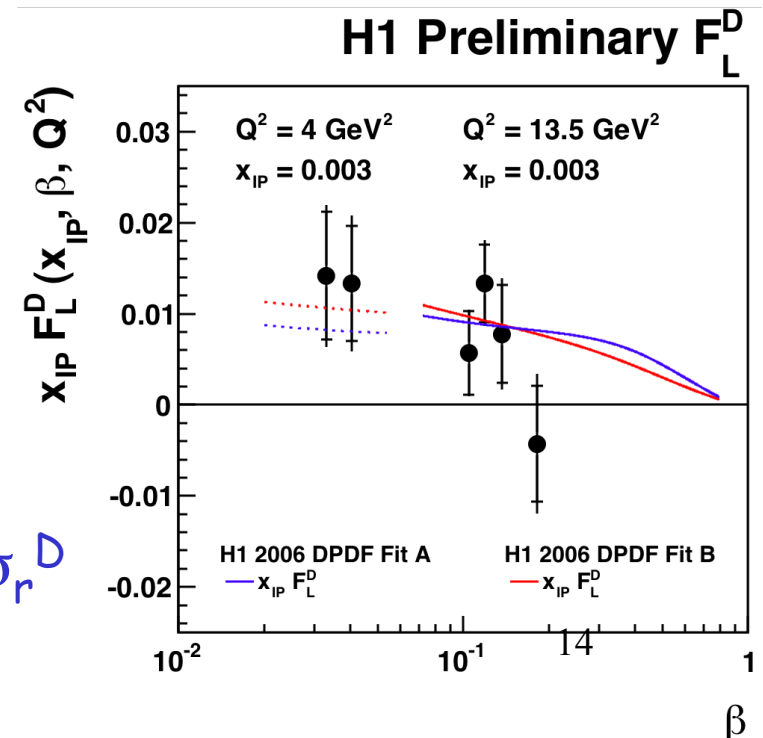 H1 Preliminary F_L^D
x_IP F_L^D (x_IP, β, Q²)
Q² = 4 GeV² Q² = 13.5 GeV²
x_IP = 0.003 x_IP = 0.003
0.03
0.02
0.01
0
-0.01
-0.02
σ_r^D
H1 2006 DPDF Fit A H1 2006 DPDF Fit B
x_IP F_L^D x_IP F_L^D
14
10⁻² 10⁻¹ 1
β